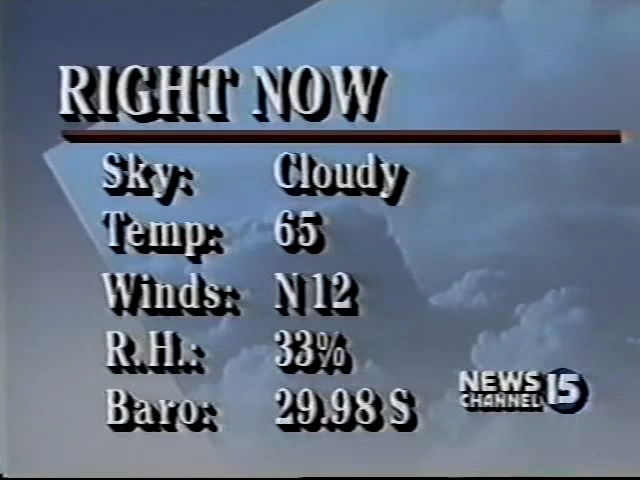 RIGHT NOW
Sky: Cloudy
Temp: 65
Winds: N 12
R.H.: 33%
Baro: 29.98 S
NEWS
CHANNEL 15